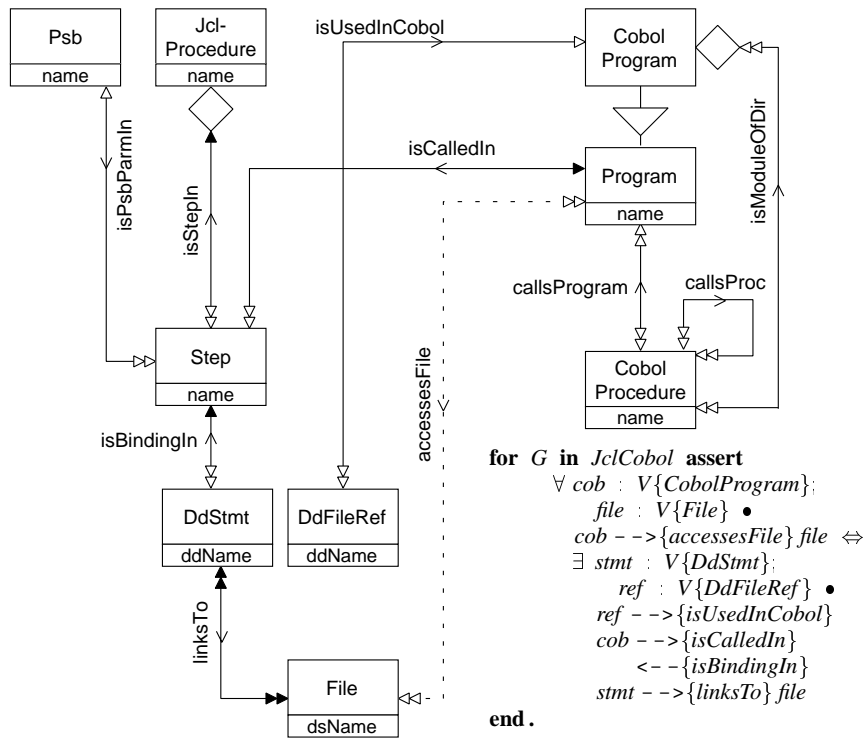 Psb
name
Jcl-
Procedure
name
isUsedInCobol
Cobol
Program
isPsbParmIn
isStepIn
isCalledIn
Program
name
isModuleOfDir
callsProgram
callsProc
Step
name
accessesFile
Cobol
Procedure
name
isBindingIn
DdStmt
ddName
DdFileRef
ddName
linksTo
File
dsName
for G in JclCobol assert
∀ cob : V{CobolProgram};
file : V{File} •
cob -->{accessesFile} file ⇔
∃ stmt : V{DdStmt};
ref : V{DdFileRef} •
ref -->{isUsedInCobol}
cob -->{isCalledIn}
<--{isBindingIn}
stmt -->{linksTo} file
end .